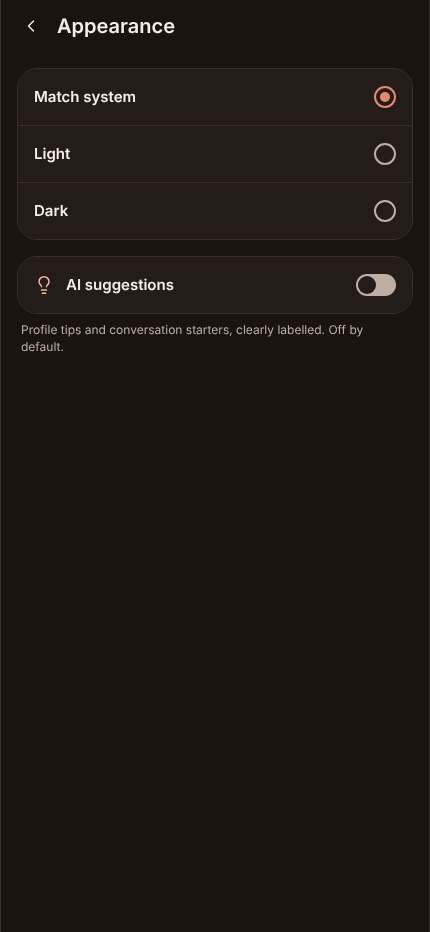 Appearance
Match system
Light
Dark
AI suggestions
Profile tips and conversation starters, clearly labelled. Off by
default.